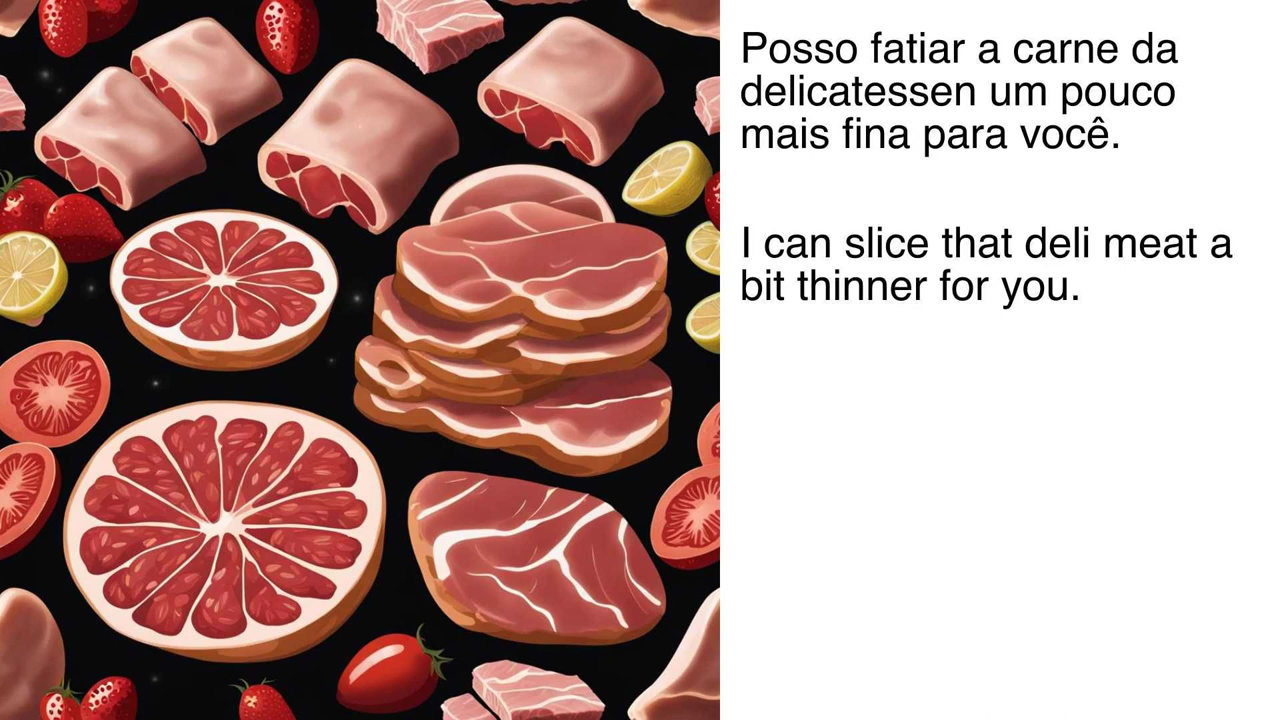 Posso fatiar a carne da
delicatessen um pouco
mais fina para você.
I can slice that deli meat a
bit thinner for you.